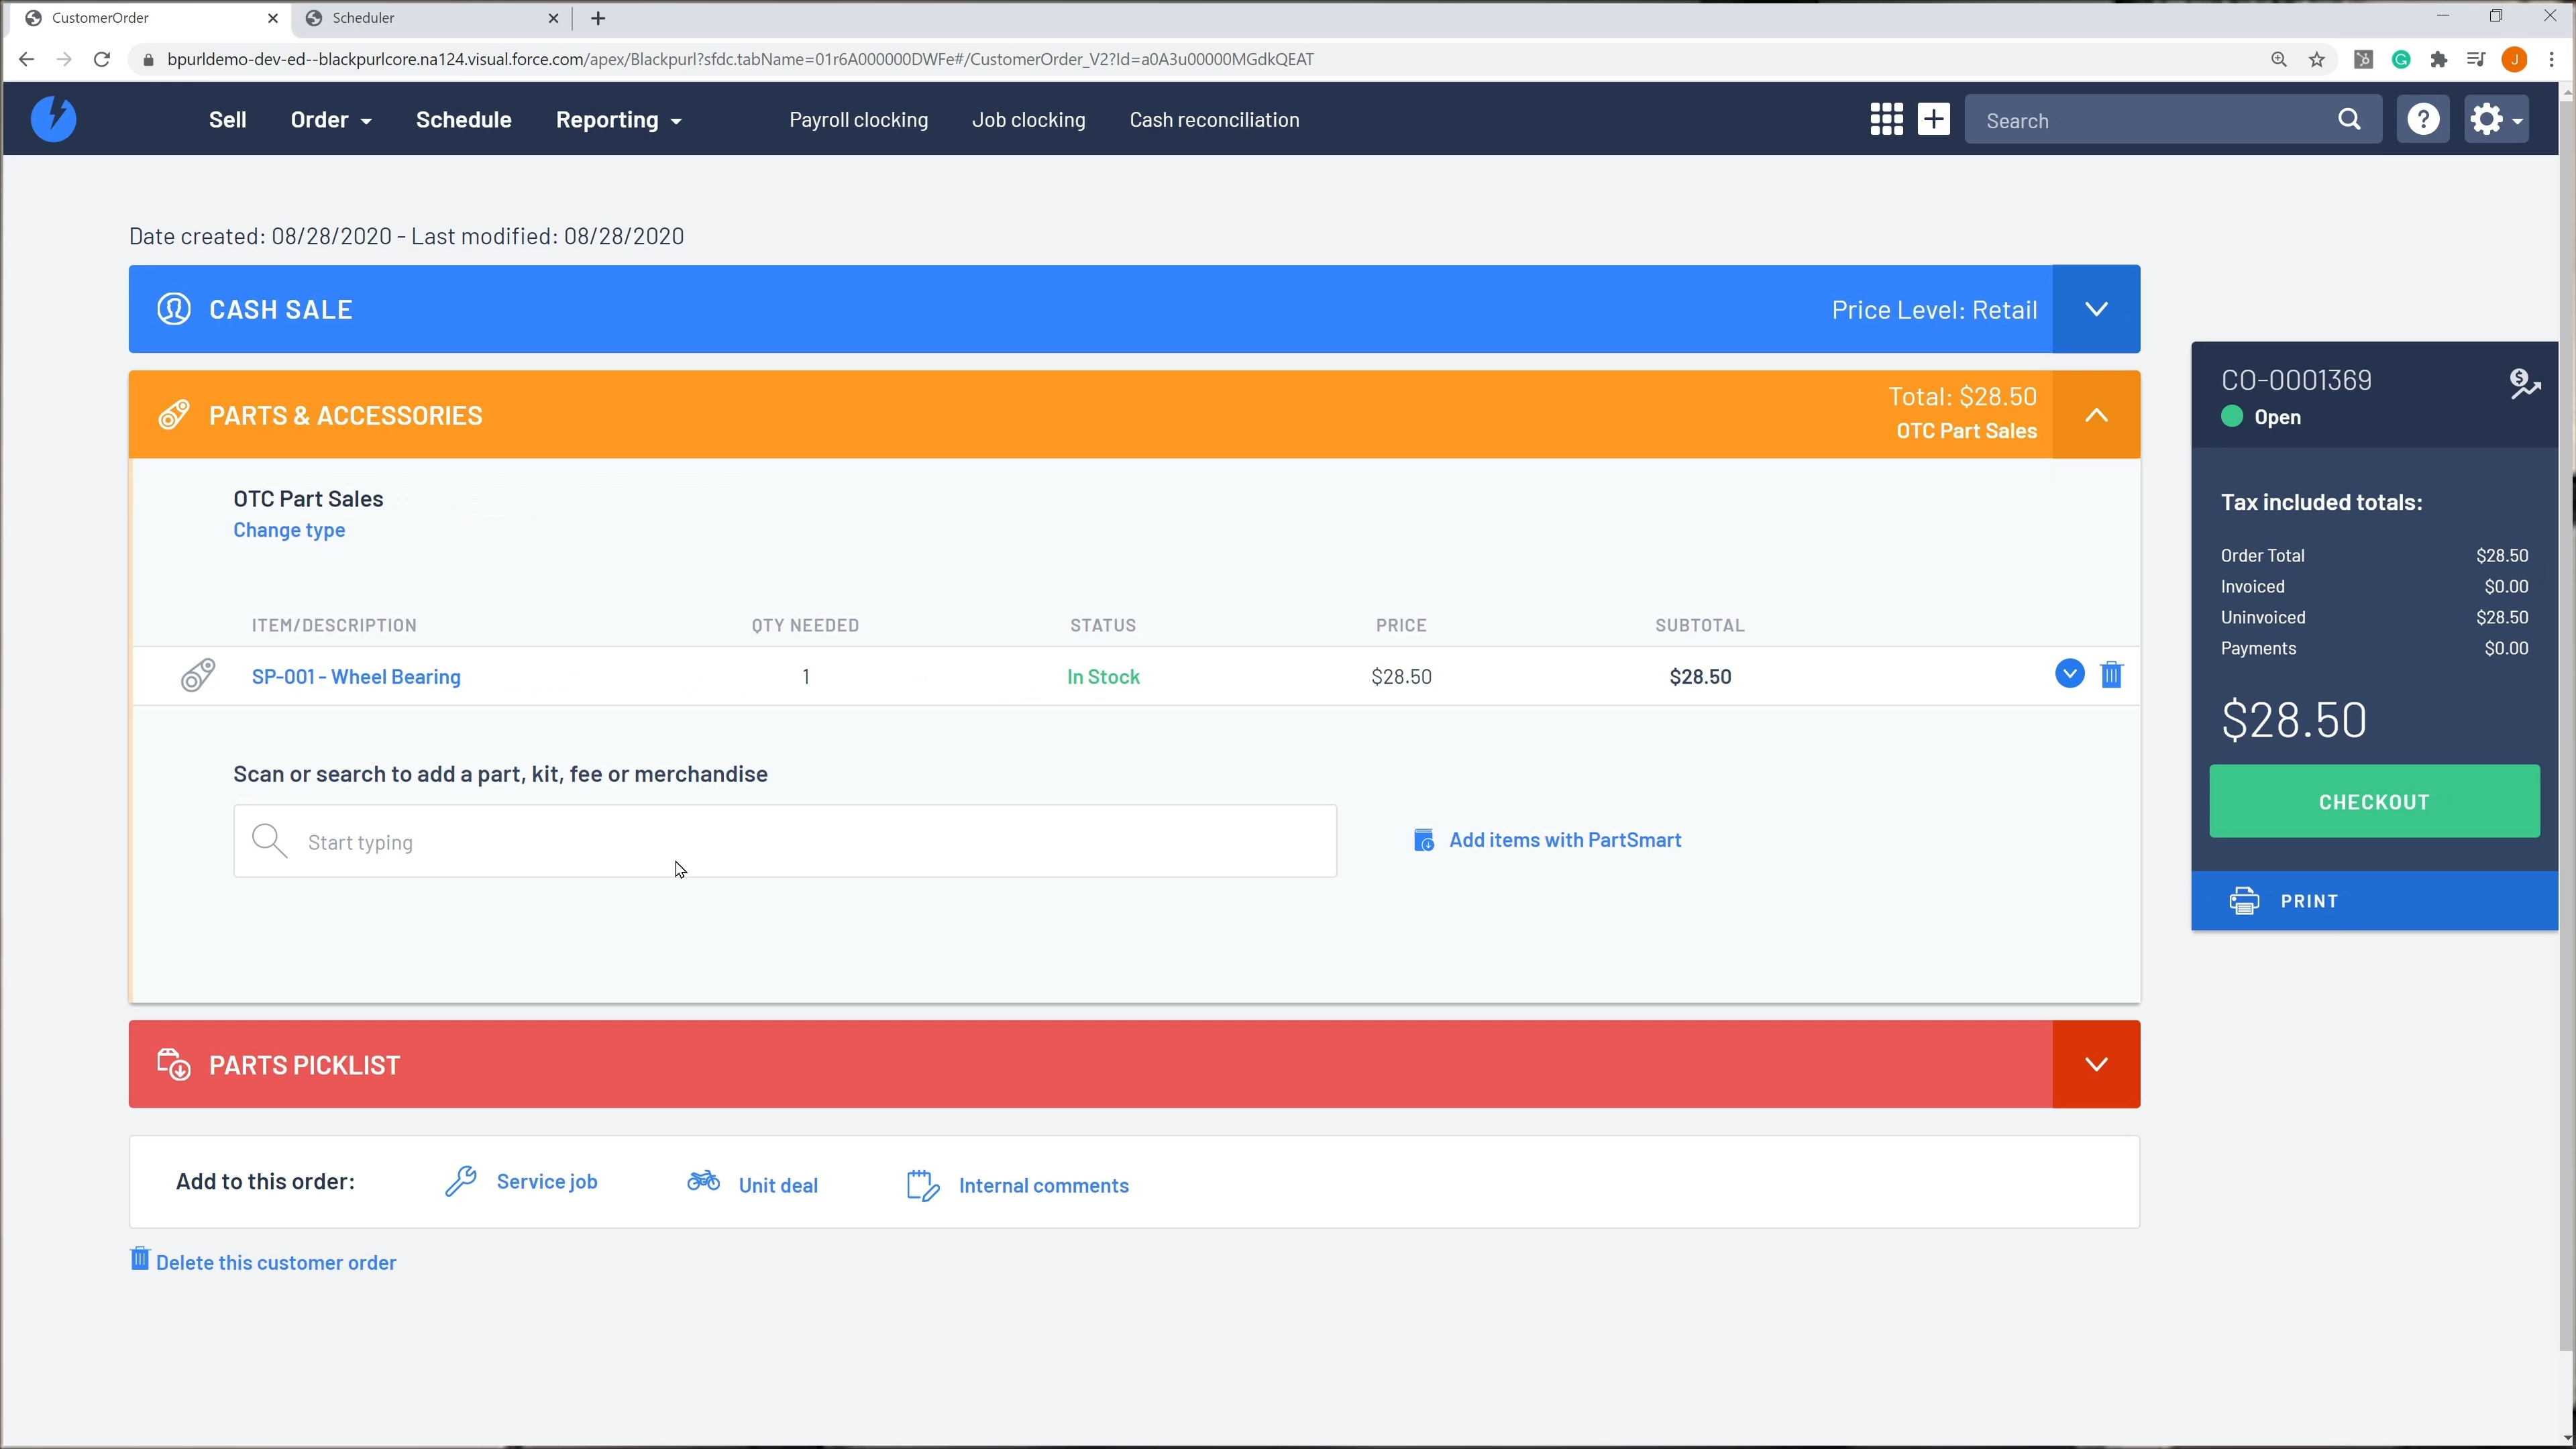 CustomerOrder
Scheduler
bpurldemo-dev-ed--blackpurlcore.na124.visual.force.com/apex/Blackpurl?sfdc.tabName=01r6A000000DWFe#/CustomerOrder_V2?Id=a0A3u00000MGdkQEAT
J
Sell Order Schedule Reporting Payroll clocking Job clocking Cash reconciliation Search
Date created: 08/28/2020 - Last modified: 08/28/2020
CASH SALE
Price Level: Retail
PARTS & ACCESSORIES
Total: $28.50
OTC Part Sales
OTC Part Sales
Change type
ITEM/DESCRIPTION QTY NEEDED STATUS PRICE SUBTOTAL
SP-001 - Wheel Bearing 1 In Stock $28.50 $28.50
Scan or search to add a part, kit, fee or merchandise
Start typing
Add items with PartSmart
PARTS PICKLIST
Add to this order: Service job Unit deal Internal comments
Delete this customer order
CO-0001369
Open
Tax included totals:
Order Total $28.50
Invoiced $0.00
Uninvoiced $28.50
Payments $0.00
$28.50
CHECKOUT
PRINT